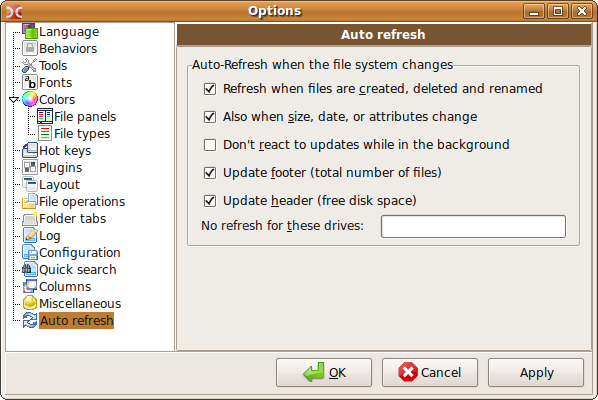 Options
Language
Behaviors
Tools
Fonts
Colors
File panels
File types
Hot keys
Plugins
Layout
File operations
Folder tabs
Log
Configuration
Quick search
Columns
Miscellaneous
Auto refresh
Auto refresh
Auto-Refresh when the file system changes
Refresh when files are created, deleted and renamed
Also when size, date, or attributes change
Don't react to updates while in the background
Update footer (total number of files)
Update header (free disk space)
No refresh for these drives:
OK
Cancel
Apply